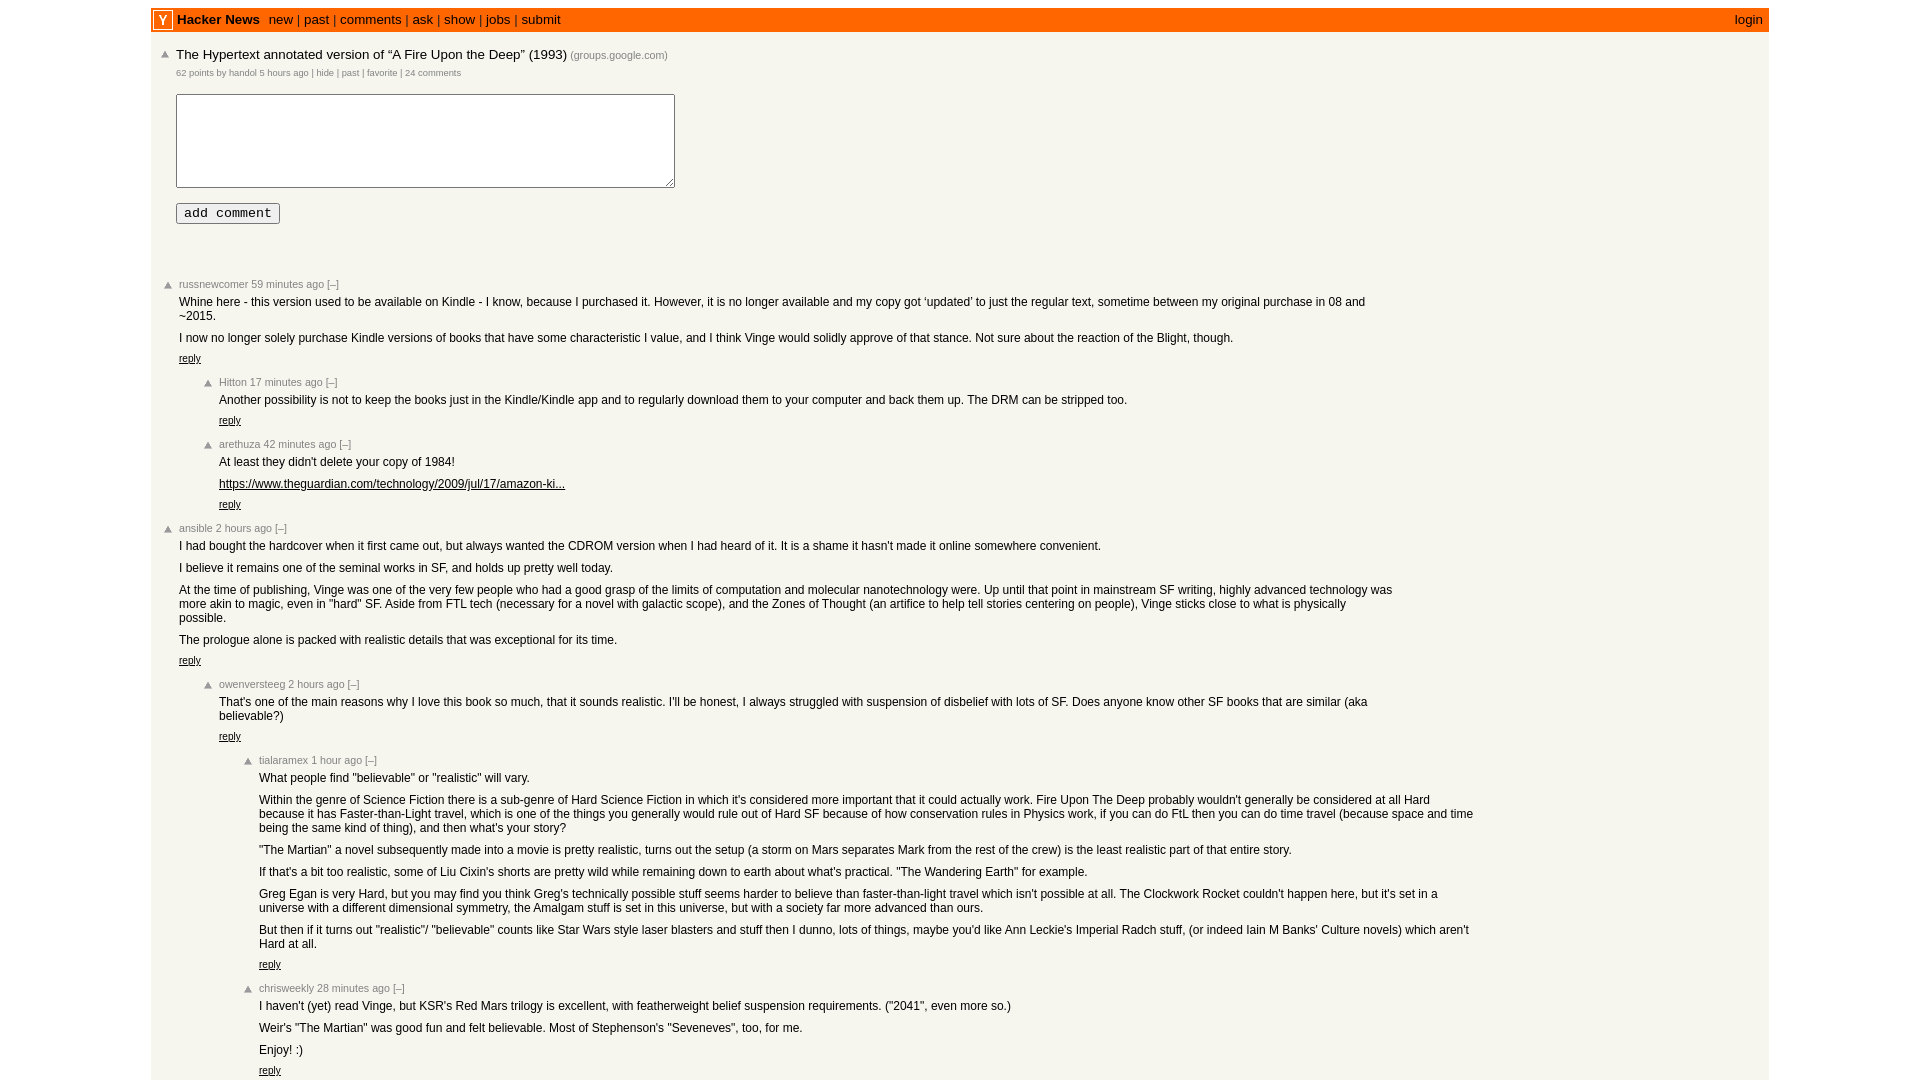 Y Hacker News new | past | comments | ask | show | jobs | submit login
The Hypertext annotated version of “A Fire Upon the Deep” (1993) (groups.google.com)
62 points by handol 5 hours ago | hide | past | favorite | 24 comments
add comment
russnewcomer 59 minutes ago [–]
Whine here - this version used to be available on Kindle - I know, because I purchased it. However, it is no longer available and my copy got ‘updated’ to just the regular text, sometime between my original purchase in 08 and
~2015.
I now no longer solely purchase Kindle versions of books that have some characteristic I value, and I think Vinge would solidly approve of that stance. Not sure about the reaction of the Blight, though.
reply
Hitton 17 minutes ago [–]
Another possibility is not to keep the books just in the Kindle/Kindle app and to regularly download them to your computer and back them up. The DRM can be stripped too.
reply
arethuza 42 minutes ago [–]
At least they didn't delete your copy of 1984!
https://www.theguardian.com/technology/2009/jul/17/amazon-ki...
reply
ansible 2 hours ago [–]
I had bought the hardcover when it first came out, but always wanted the CDROM version when I had heard of it. It is a shame it hasn't made it online somewhere convenient.
I believe it remains one of the seminal works in SF, and holds up pretty well today.
At the time of publishing, Vinge was one of the very few people who had a good grasp of the limits of computation and molecular nanotechnology were. Up until that point in mainstream SF writing, highly advanced technology was
more akin to magic, even in "hard" SF. Aside from FTL tech (necessary for a novel with galactic scope), and the Zones of Thought (an artifice to help tell stories centering on people), Vinge sticks close to what is physically
possible.
The prologue alone is packed with realistic details that was exceptional for its time.
reply
owenversteeg 2 hours ago [–]
That's one of the main reasons why I love this book so much, that it sounds realistic. I'll be honest, I always struggled with suspension of disbelief with lots of SF. Does anyone know other SF books that are similar (aka
believable?)
reply
tialaramex 1 hour ago [–]
What people find "believable" or "realistic" will vary.
Within the genre of Science Fiction there is a sub-genre of Hard Science Fiction in which it's considered more important that it could actually work. Fire Upon The Deep probably wouldn't generally be considered at all Hard
because it has Faster-than-Light travel, which is one of the things you generally would rule out of Hard SF because of how conservation rules in Physics work, if you can do FtL then you can do time travel (because space and time
being the same kind of thing), and then what's your story?
"The Martian" a novel subsequently made into a movie is pretty realistic, turns out the setup (a storm on Mars separates Mark from the rest of the crew) is the least realistic part of that entire story.
If that's a bit too realistic, some of Liu Cixin's shorts are pretty wild while remaining down to earth about what's practical. "The Wandering Earth" for example.
Greg Egan is very Hard, but you may find you think Greg's technically possible stuff seems harder to believe than faster-than-light travel which isn't possible at all. The Clockwork Rocket couldn't happen here, but it's set in a
universe with a different dimensional symmetry, the Amalgam stuff is set in this universe, but with a society far more advanced than ours.
But then if it turns out "realistic"/ "believable" counts like Star Wars style laser blasters and stuff then I dunno, lots of things, maybe you'd like Ann Leckie's Imperial Radch stuff, (or indeed Iain M Banks' Culture novels) which aren't
Hard at all.
reply
chrisweekly 28 minutes ago [–]
I haven't (yet) read Vinge, but KSR's Red Mars trilogy is excellent, with featherweight belief suspension requirements. ("2041", even more so.)
Weir's "The Martian" was good fun and felt believable. Most of Stephenson's "Seveneves", too, for me.
Enjoy! :)
reply